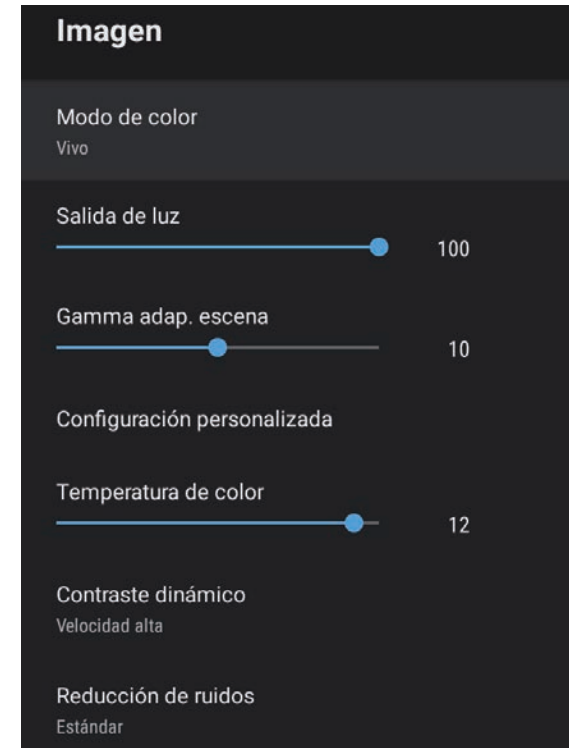 Imagen
Modo de color
Vivo
Salida de luz
100
Gamma adap. escena
10
Configuración personalizada
Temperatura de color
12
Contraste dinámico
Velocidad alta
Reducción de ruidos
Estándar